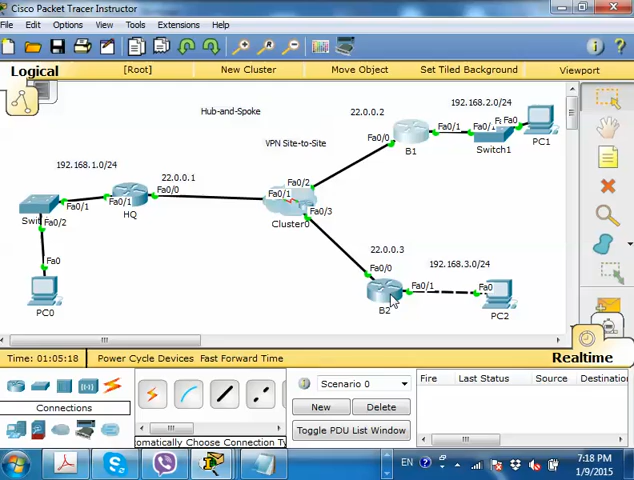 Cisco Packet Tracer Instructor
File Edit Options View Tools Extensions Help
Logical [Root] New Cluster Move Object Set Tiled Background Viewport
Hub-and-Spoke
VPN Site-to-Site
22.0.0.2
192.168.2.0/24
Fa0/0
B1
Fa0/1
Fa0/1
Fa0
Switch1
PC1
192.168.1.0/24
22.0.0.1
Fa0/1
Fa0/1
Fa0/0
HQ
Swit
Fa0/2
Fa0
PC0
Fa0/1
Fa0/2
Fa0/3
Cluster0
22.0.0.3
192.168.3.0/24
Fa0/0
Fa0/1
Fa0
B2
PC2
Time: 01:05:18 Power Cycle Devices Fast Forward Time Realtime
Connections
Automatically Choose Connection Ty
Scenario 0
New Delete
Toggle PDU List Window
Fire Last Status Source Destination
EN
7:18 PM
1/9/2015